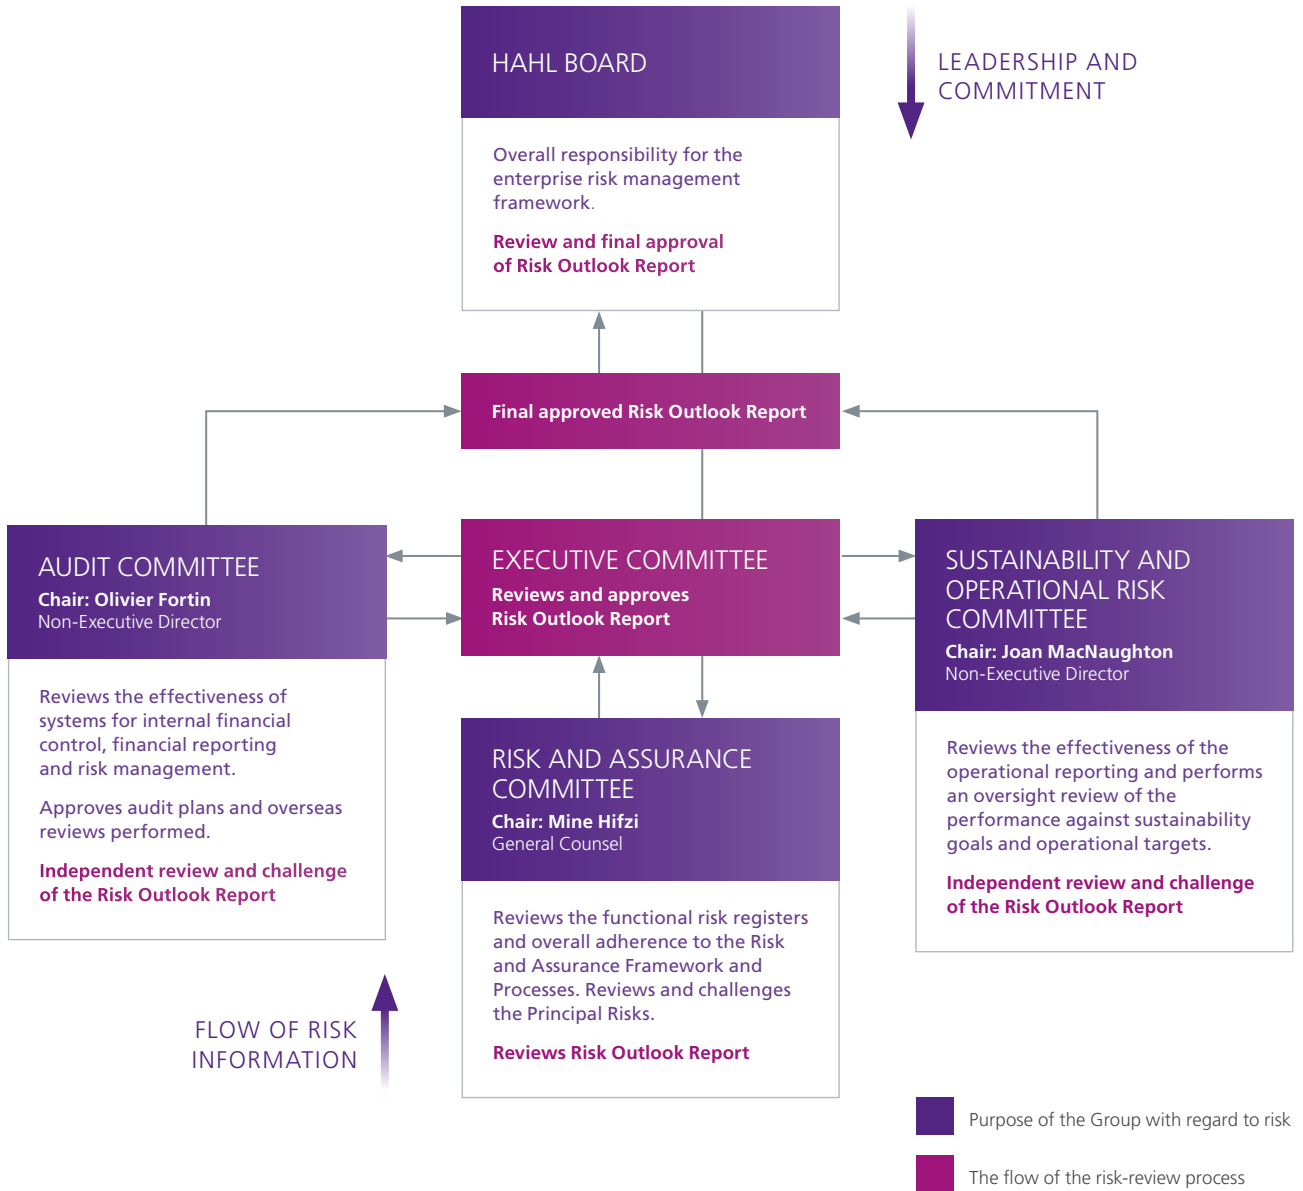 HAHL BOARD
Overall responsibility for the
enterprise risk management
framework.
Review and final approval
of Risk Outlook Report
LEADERSHIP AND
COMMITMENT
Final approved Risk Outlook Report
AUDIT COMMITTEE
Chair: Olivier Fortin
Non-Executive Director
Reviews the effectiveness of
systems for internal financial
control, financial reporting
and risk management.
Approves audit plans and overseas
reviews performed.
Independent review and challenge
of the Risk Outlook Report
EXECUTIVE COMMITTEE
Reviews and approves
Risk Outlook Report
SUSTAINABILITY AND
OPERATIONAL RISK
COMMITTEE
Chair: Joan MacNaughton
Non-Executive Director
Reviews the effectiveness of the
operational reporting and performs
an oversight review of the
performance against sustainability
goals and operational targets.
Independent review and challenge
of the Risk Outlook Report
RISK AND ASSURANCE
COMMITTEE
Chair: Mine Hifzi
General Counsel
Reviews the functional risk registers
and overall adherence to the Risk
and Assurance Framework and
Processes. Reviews and challenges
the Principal Risks.
Reviews Risk Outlook Report
FLOW OF RISK
INFORMATION
Purpose of the Group with regard to risk
The flow of the risk-review process